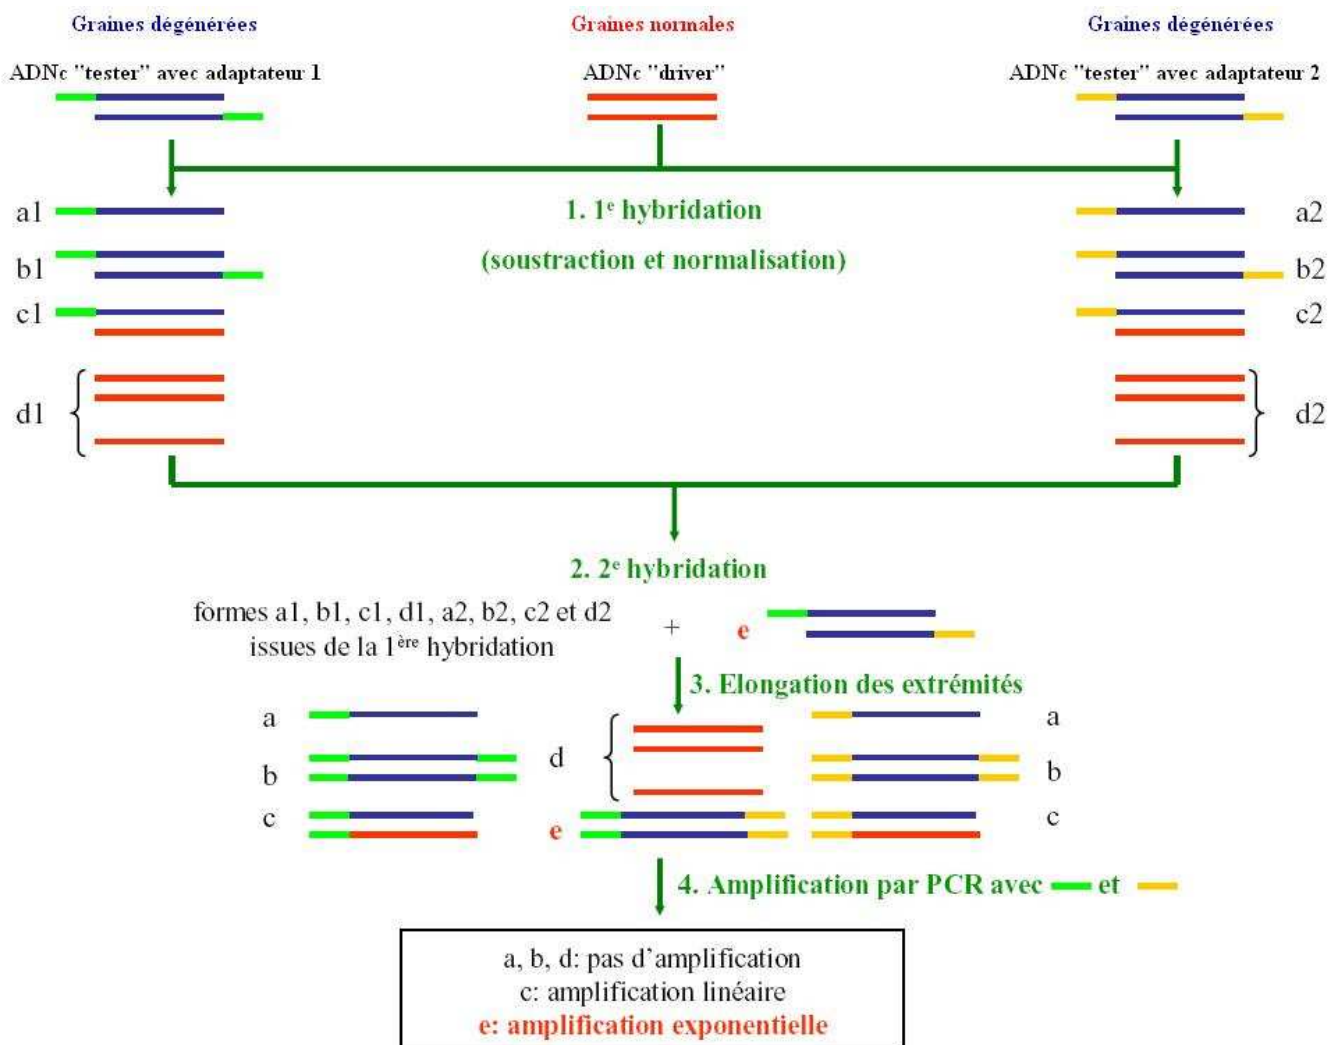 Graines dégénérées
Graines normales
Graines dégénérées
ADNc "tester" avec adaptateur 1
ADNc "driver"
ADNc "tester" avec adaptateur 2
a1
1. 1e hybridation
a2
(soustraction et normalisation)
b1
b2
c1
c2
d1
d2
2. 2e hybridation
formes a1, b1, c1, d1, a2, b2, c2 et d2
issues de la 1ère hybridation
+
e
3. Elongation des extrémités
a
a
d
b
b
c
e
c
4. Amplification par PCR avec et
a, b, d: pas d'amplification
c: amplification linéaire
e: amplification exponentielle